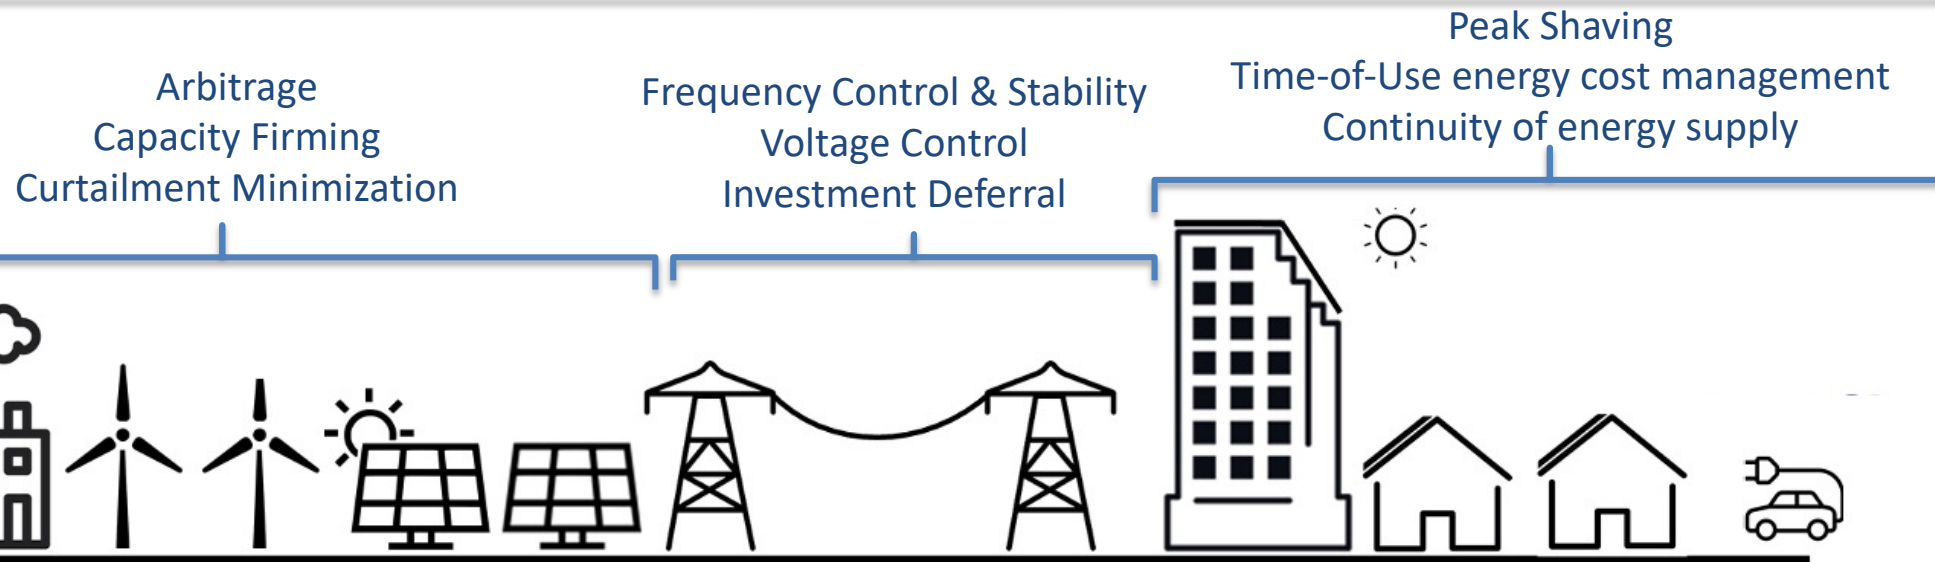 Arbitrage
Capacity Firming
Curtailment Minimization
Frequency Control & Stability
Voltage Control
Investment Deferral
Peak Shaving
Time-of-Use energy cost management
Continuity of energy supply